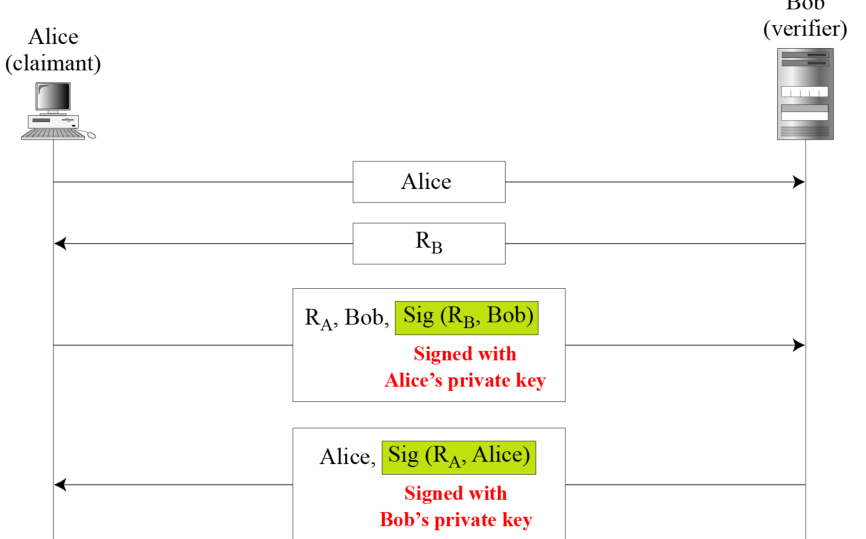 Bob
(verifier)
Alice
(claimant)
Alice
R_B
R_A, Bob, Sig (R_B, Bob)
Signed with
Alice’s private key
Alice, Sig (R_A, Alice)
Signed with
Bob’s private key